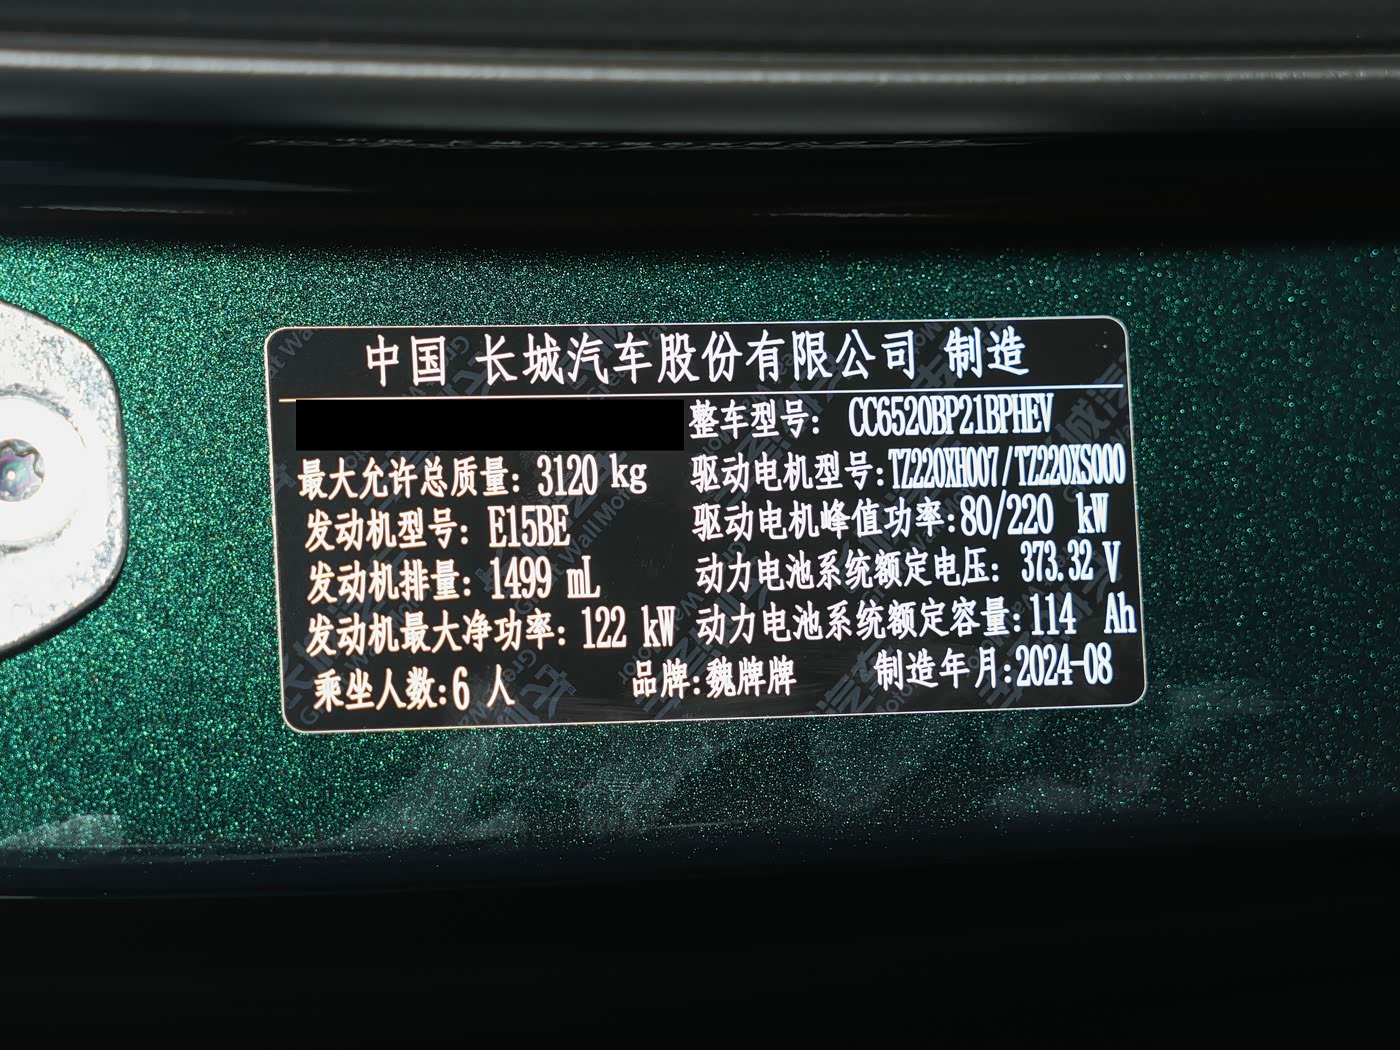 中国 长城汽车股份有限公司 制造
整车型号: CC6520BP21BPHEV
最大允许总质量: 3120 kg 驱动电机型号:TZ220XH007/TZ220XS000
发动机型号: E15BE 驱动电机峰值功率:80/220 kW
发动机排量: 1499 mL 动力电池系统额定电压: 373.32 V
发动机最大净功率: 122 kW 动力电池系统额定容量:114 Ah
乘坐人数:6 人 品牌:魏牌牌 制造年月:2024-08